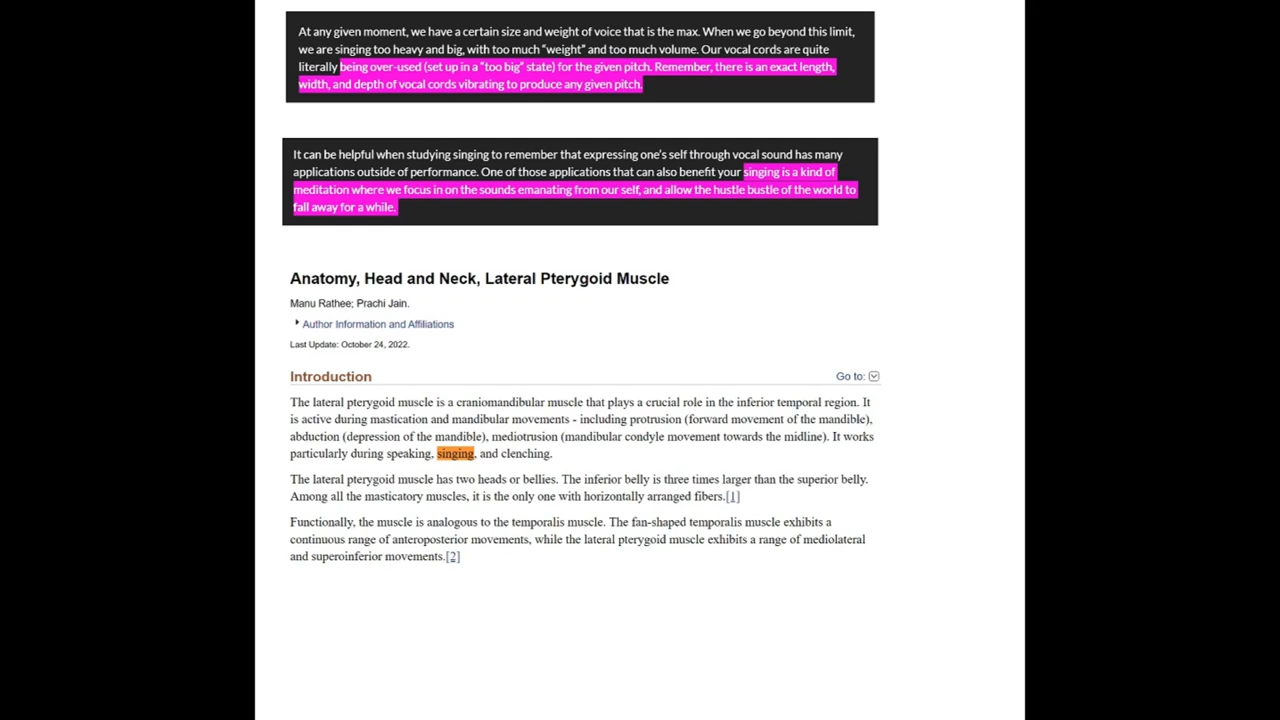 At any given moment, we have a certain size and weight of voice that is the max. When we go beyond this limit,
we are singing too heavy and big, with too much “weight” and too much volume. Our vocal cords are quite
literally being over-used (set up in a “too big” state) for the given pitch. Remember, there is an exact length,
width, and depth of vocal cords vibrating to produce any given pitch.
It can be helpful when studying singing to remember that expressing one’s self through vocal sound has many
applications outside of performance. One of those applications that can also benefit your singing is a kind of
meditation where we focus in on the sounds emanating from our self, and allow the hustle bustle of the world to
fall away for a while.
Anatomy, Head and Neck, Lateral Pterygoid Muscle
Manu Rathee; Prachi Jain.
Author Information and Affiliations
Last Update: October 24, 2022.
Introduction
Go to:
The lateral pterygoid muscle is a craniomandibular muscle that plays a crucial role in the inferior temporal region. It
is active during mastication and mandibular movements - including protrusion (forward movement of the mandible),
abduction (depression of the mandible), mediotrusion (mandibular condyle movement towards the midline). It works
particularly during speaking, singing, and clenching.
The lateral pterygoid muscle has two heads or bellies. The inferior belly is three times larger than the superior belly.
Among all the masticatory muscles, it is the only one with horizontally arranged fibers.[1]
Functionally, the muscle is analogous to the temporalis muscle. The fan-shaped temporalis muscle exhibits a
continuous range of anteroposterior movements, while the lateral pterygoid muscle exhibits a range of mediolateral
and superoinferior movements.[2]